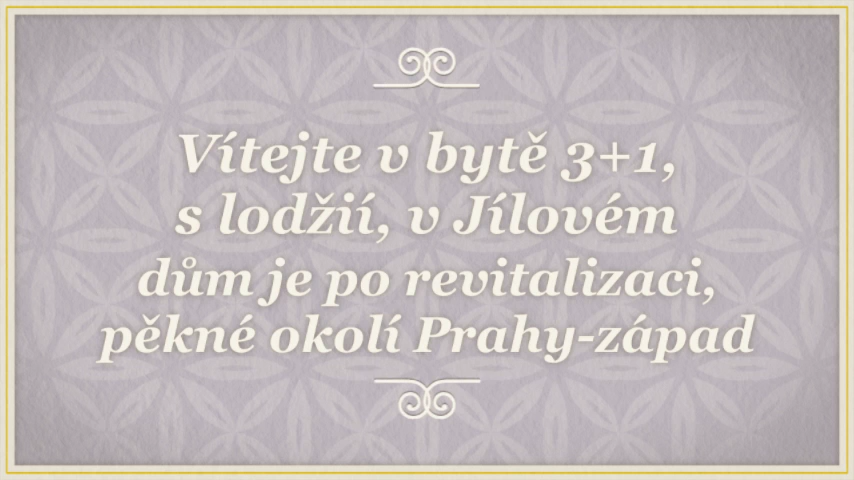 Vítejte v bytě 3+1,
s lodžií, v Jílovém
dům je po revitalizaci,
pěkné okolí Prahy-západ